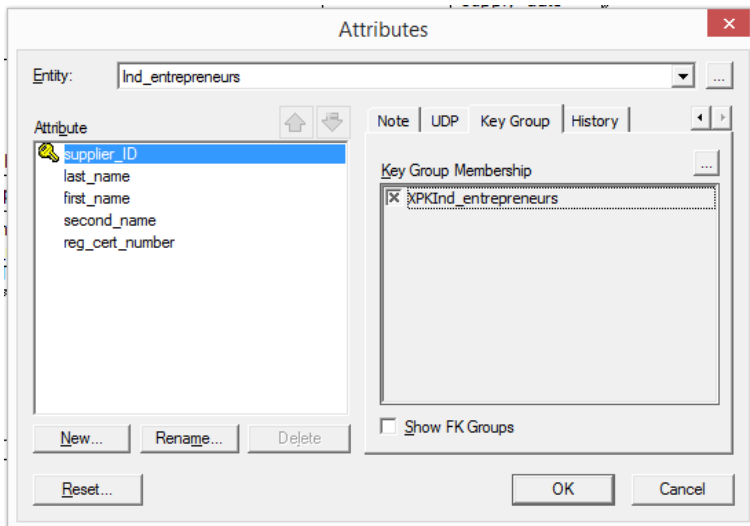 Attributes
Entity: Ind_entrepreneurs ...
Attribute
supplier_ID
last_name
first_name
second_name
reg_cert_number
New... Rename... Delete
Note UDP Key Group History
Key Group Membership ...
XPKInd_entrepreneurs
Show FK Groups
Reset... OK Cancel